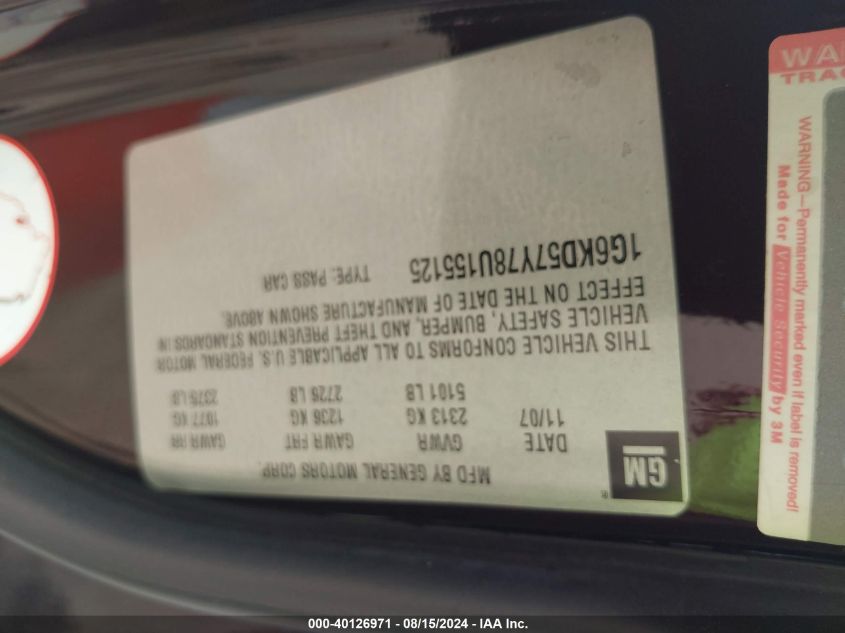 GM
®
MFD BY GENERAL MOTORS CORP.
DATE GVWR GAWR FRT GAWR RR
11/07 2313 KG 1236 KG 1077 KG
5101 LB 2726 LB 2375 LB
THIS VEHICLE CONFORMS TO ALL APPLICABLE U.S. FEDERAL MOTOR
VEHICLE SAFETY, BUMPER, AND THEFT PREVENTION STANDARDS IN
EFFECT ON THE DATE OF MANUFACTURE SHOWN ABOVE.
1G6KD57Y78U155125 TYPE: PASS CAR
WARNING—Permanently marked even if label is removed!
Made for Vehicle Security by 3M
000-40126971 - 08/15/2024 - IAA Inc.